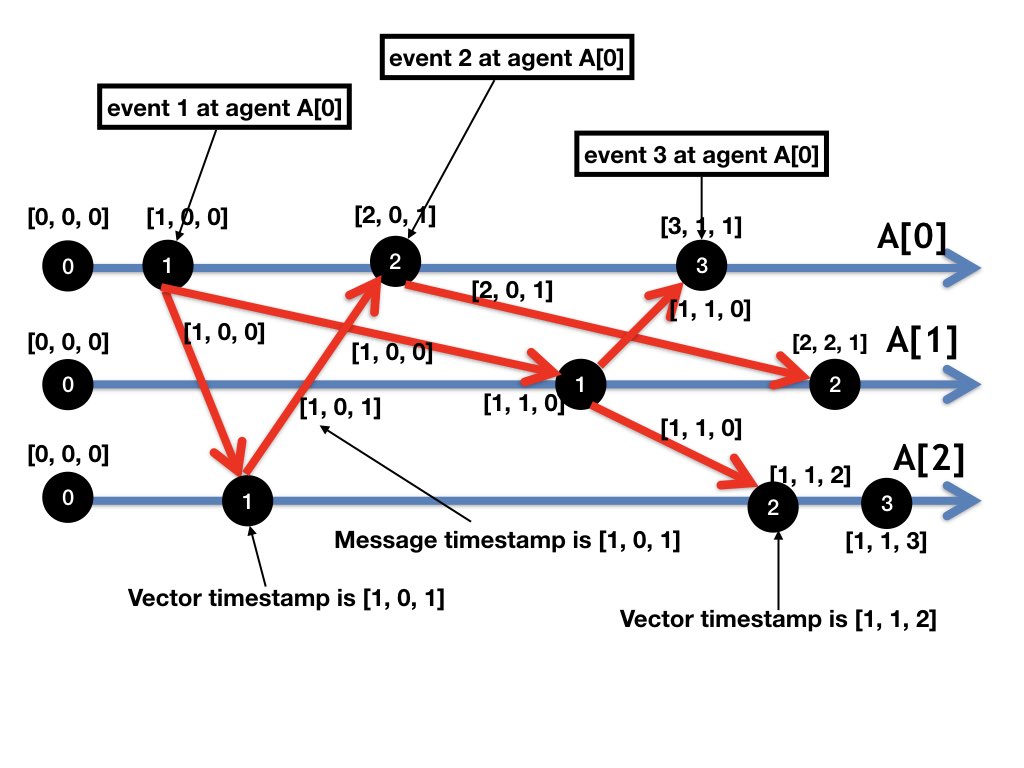 event 2 at agent A[0]
event 1 at agent A[0]
event 3 at agent A[0]
[0, 0, 0]
[1, 0, 0]
[2, 0, 1]
[3, 1, 1]
A[0]
0
1
2
3
[2, 0, 1]
[1, 1, 0]
[0, 0, 0]
[1, 0, 0]
[1, 0, 0]
[2, 2, 1]
A[1]
0
1
2
[1, 0, 1]
[1, 1, 0]
[1, 1, 0]
[0, 0, 0]
[1, 1, 2]
A[2]
0
1
2
3
Message timestamp is [1, 0, 1]
[1, 1, 3]
Vector timestamp is [1, 0, 1]
Vector timestamp is [1, 1, 2]